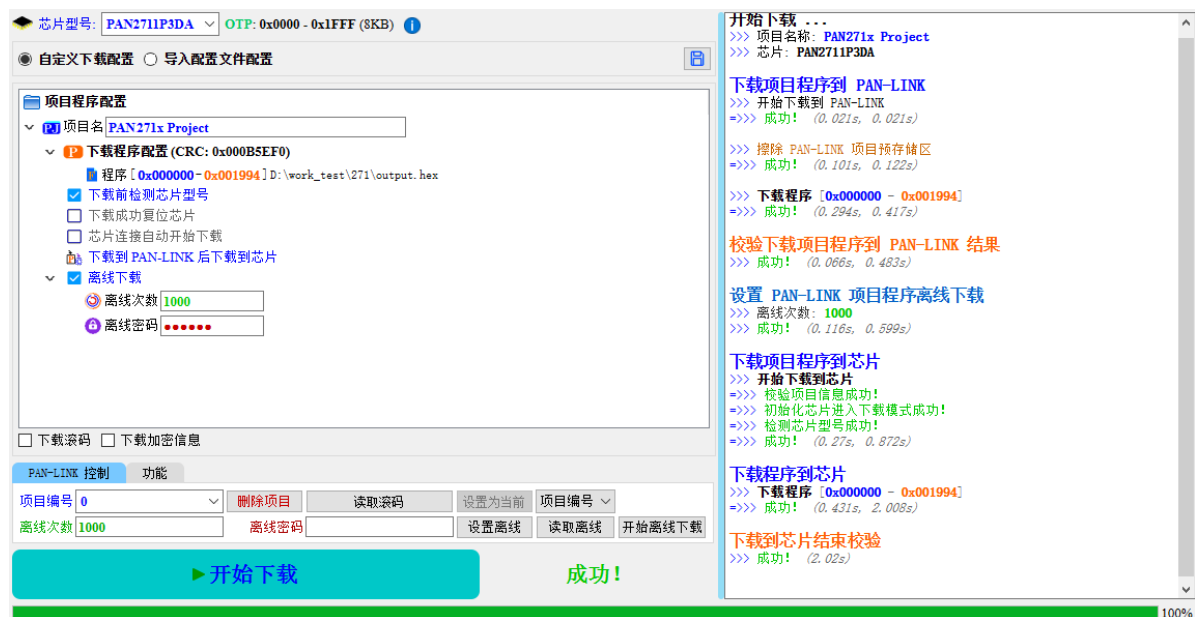 芯片型号: PAN2711P3DA OTP: 0x0000 - 0x1FFF (8KB)
自定义下载配置 导入配置文件配置
项目程序配置
项目名 PAN271x Project
下载程序配置 (CRC: 0x000B5EF0)
程序 [0x000000-0x001994] D:\work_test\271\output.hex
下载前检测芯片型号
下载成功复位芯片
芯片连接自动开始下载
下载到 PAN-LINK 后下载到芯片
离线下载
离线次数 1000
离线密码 ●●●●●●
下载滚码 下载加密信息
PAN-LINK 控制 功能
项目编号 0 删除项目 读取滚码 设置为当前 项目编号
离线次数 1000 离线密码 设置离线 读取离线 开始离线下载
开始下载 成功!
开始下载 ...
>>> 项目名称: PAN271x Project
>>> 芯片: PAN2711P3DA
下载项目程序到 PAN-LINK
>>> 开始下载到 PAN-LINK
=>>> 成功! (0.021s, 0.021s)
>>> 擦除 PAN-LINK 项目预存储区
=>>> 成功! (0.101s, 0.122s)
>>> 下载程序 [0x000000 - 0x001994]
=>>> 成功! (0.294s, 0.417s)
校验下载项目程序到 PAN-LINK 结果
>>> 成功! (0.066s, 0.483s)
设置 PAN-LINK 项目程序离线下载
>>> 离线次数: 1000
>>> 成功! (0.116s, 0.599s)
下载项目程序到芯片
>>> 开始下载到芯片
=>>> 校验项目信息成功!
=>>> 初始化芯片进入下载模式成功!
=>>> 检测芯片型号成功!
=>>> 成功! (0.27s, 0.872s)
下载程序到芯片
>>> 下载程序 [0x000000 - 0x001994]
=>>> 成功! (0.431s, 2.008s)
下载到芯片结束校验
>>> 成功! (2.02s)
100%